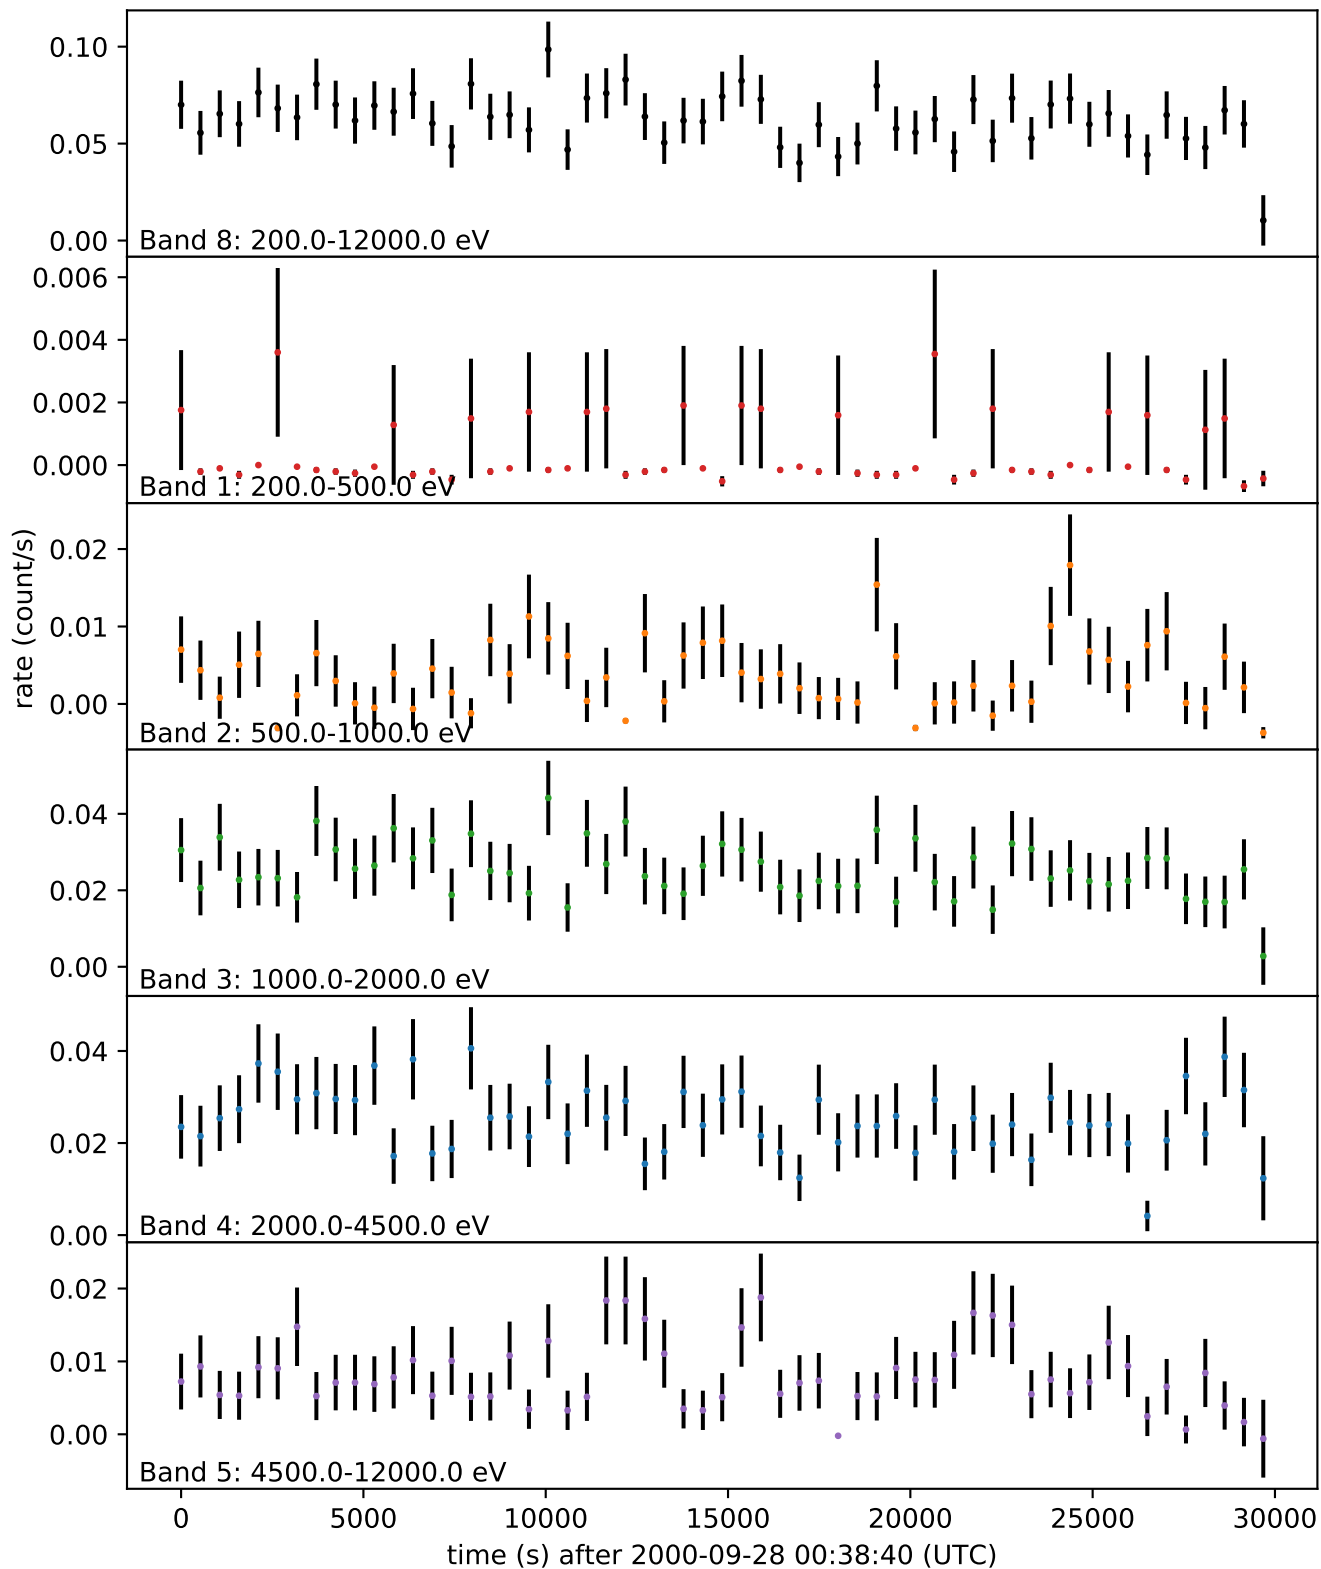 0.10
0.05
0.00
Band 8: 200.0-12000.0 eV
0.006
0.004
0.002
0.000
Band 1: 200.0-500.0 eV
rate (count/s)
0.02
0.01
0.00
Band 2: 500.0-1000.0 eV
0.04
0.02
0.00
Band 3: 1000.0-2000.0 eV
0.04
0.02
0.00
Band 4: 2000.0-4500.0 eV
0.02
0.01
0.00
Band 5: 4500.0-12000.0 eV
0 5000 10000 15000 20000 25000 30000
time (s) after 2000-09-28 00:38:40 (UTC)